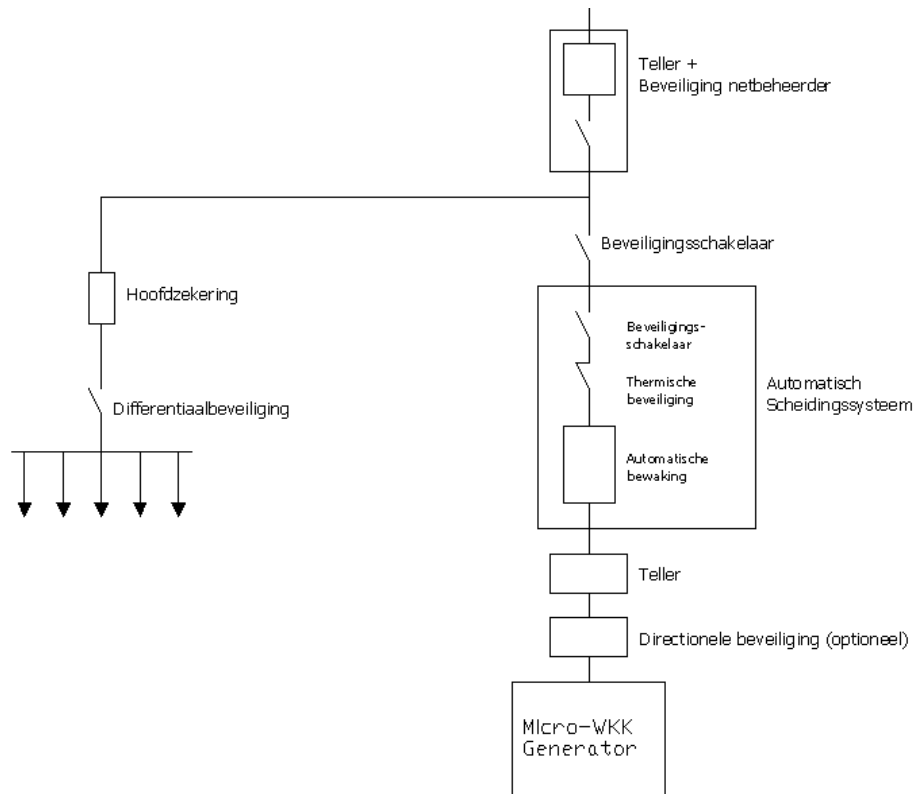 Teller +
Beveiliging netbeheerder
Beveiligingsschakelaar
Hoofdzekering
Beveiligings-
schakelaar
Thermische
beveiliging
Automatisch
Scheidingssysteem
Differentiaalbeveiliging
Automatische
bewaking
Teller
Directionele beveiliging (optioneel)
MIcro-WKK
Generator